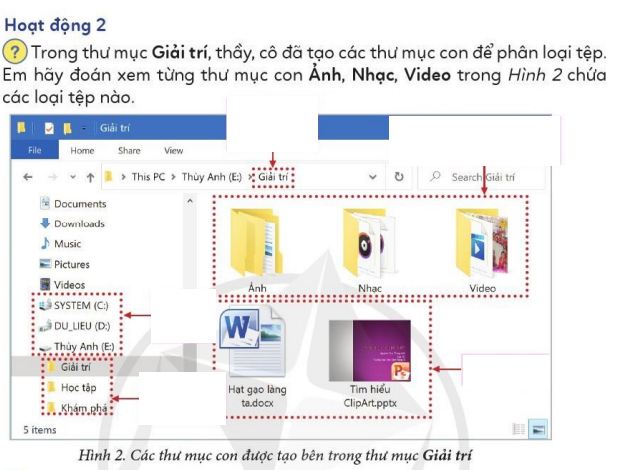 Hoạt động 2
? Trong thư mục Giải trí, thầy, cô đã tạo các thư mục con để phân loại tệp.
Em hãy đoán xem từng thư mục con Ảnh, Nhạc, Video trong Hình 2 chứa
các loại tệp nào.
Giải trí
File Home Share View
This PC > Thùy Anh (E:) > Giải trí Search Giải trí
Documents
Downloads
Music
Pictures
Videos
SYSTEM (C:)
DU_LIEU (D:)
Thùy Anh (E:)
Giải trí
Học tập
Khám phá
Ảnh Nhạc Video
W
P
Hạt gạo làng
ta.docx
Tìm hiểu
ClipArt.pptx
5 items
Hình 2. Các thư mục con được tạo bên trong thư mục Giải trí